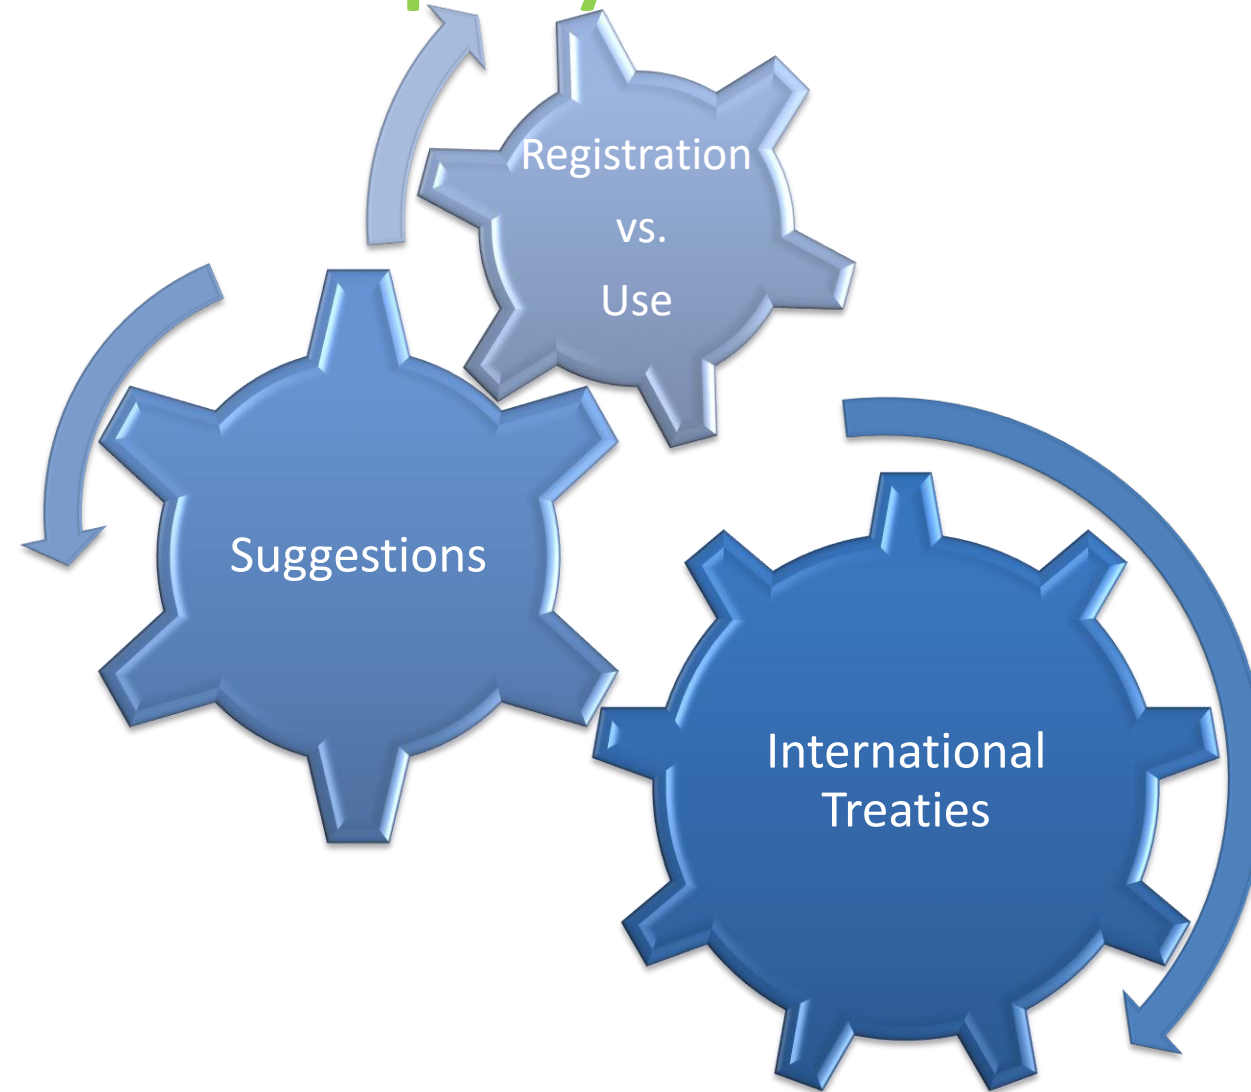 Registration
vs.
Use
Suggestions
International
Treaties